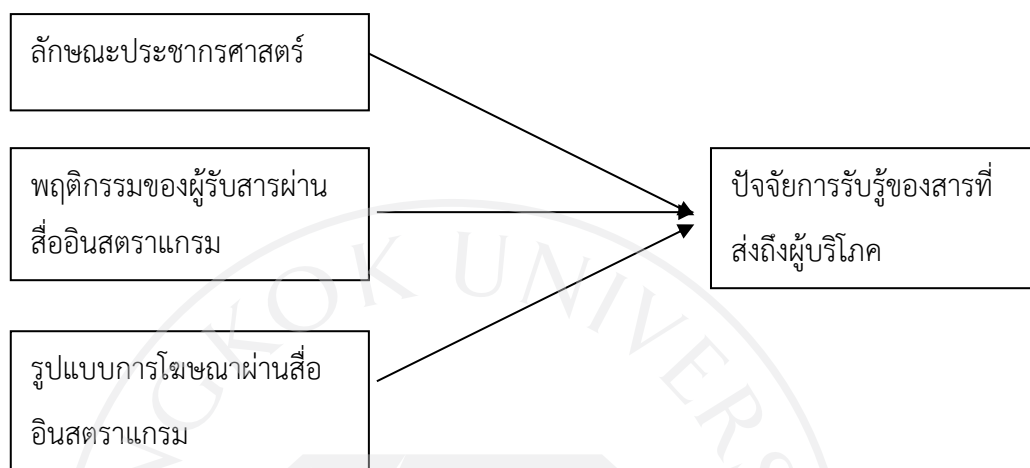 ลักษณะประชากรศาสตร์
พฤติกรรมของผู้รับสารผ่าน
สื่ออินสตราแกรม
รูปแบบการโฆษณาผ่านสื่อ
อินสตราแกรม
ปัจจัยการรับรู้ของสารที่
ส่งถึงผู้บริโภค